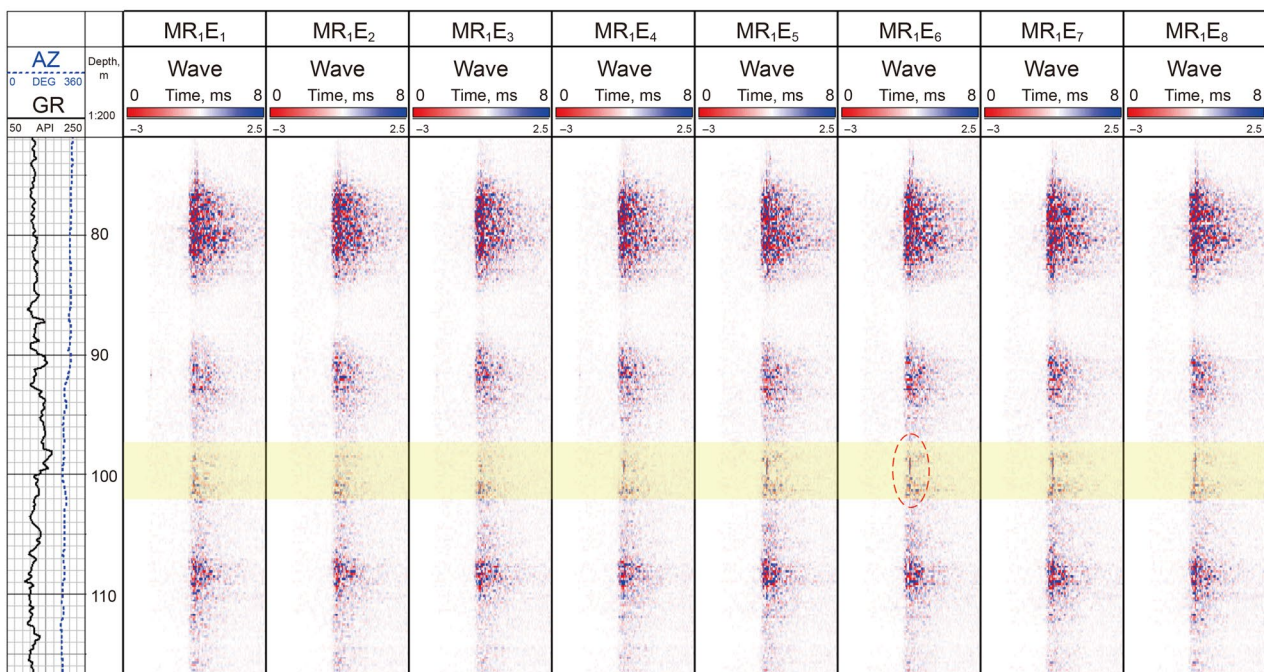 MR₁E₁ MR₁E₂ MR₁E₃ MR₁E₄ MR₁E₅ MR₁E₆ MR₁E₇ MR₁E₈
AZ Depth, m Wave Wave Wave Wave Wave Wave Wave Wave
0 DEG 360 0 Time, ms 8 0 Time, ms 8 0 Time, ms 8 0 Time, ms 8 0 Time, ms 8 0 Time, ms 8 0 Time, ms 8 0 Time, ms 8
GR 1:200
50 API 250 −3 2.5 −3 2.5 −3 2.5 −3 2.5 −3 2.5 −3 2.5 −3 2.5 −3 2.5
80
90
100
110